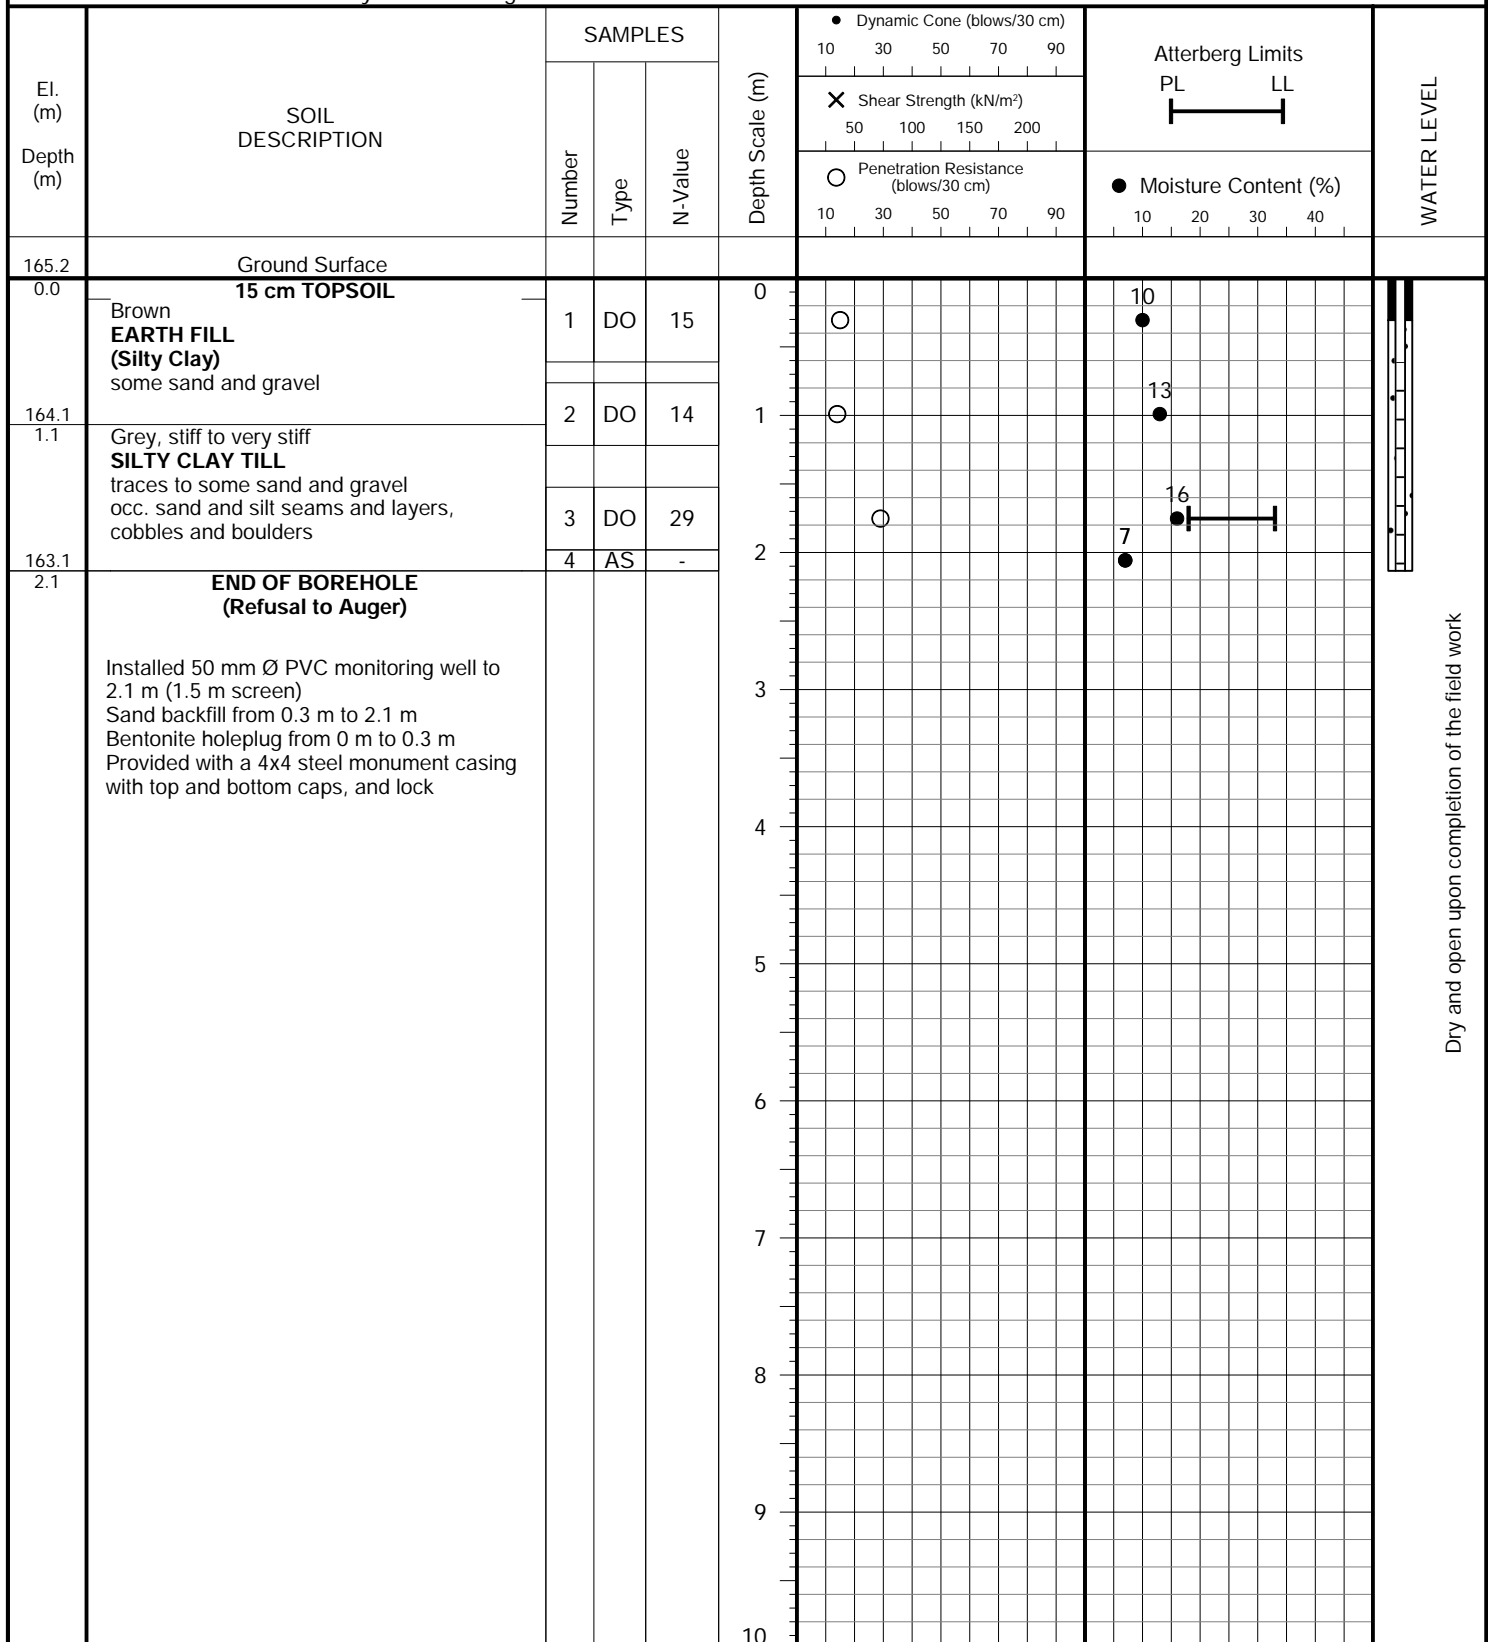 SAMPLES
El.
(m)
Depth
(m)
SOIL
DESCRIPTION
Number
Type
N-Value
Depth Scale (m)
Dynamic Cone (blows/30 cm)
10 30 50 70 90
Shear Strength (kN/m²)
50 100 150 200
Penetration Resistance
(blows/30 cm)
10 30 50 70 90
Atterberg Limits
PL LL
Moisture Content (%)
10 20 30 40
WATER LEVEL
165.2 Ground Surface
0.0 15 cm TOPSOIL
Brown
EARTH FILL
(Silty Clay)
some sand and gravel
1 DO 15
164.1
2 DO 14
1.1 Grey, stiff to very stiff
SILTY CLAY TILL
traces to some sand and gravel
occ. sand and silt seams and layers,
cobbles and boulders
3 DO 29
163.1
4 AS -
2.1 END OF BOREHOLE
(Refusal to Auger)
Installed 50 mm Ø PVC monitoring well to
2.1 m (1.5 m screen)
Sand backfill from 0.3 m to 2.1 m
Bentonite holeplug from 0 m to 0.3 m
Provided with a 4x4 steel monument casing
with top and bottom caps, and lock
0
1
2
3
4
5
6
7
8
9
10
10
13
16
7
Dry and open upon completion of the field work